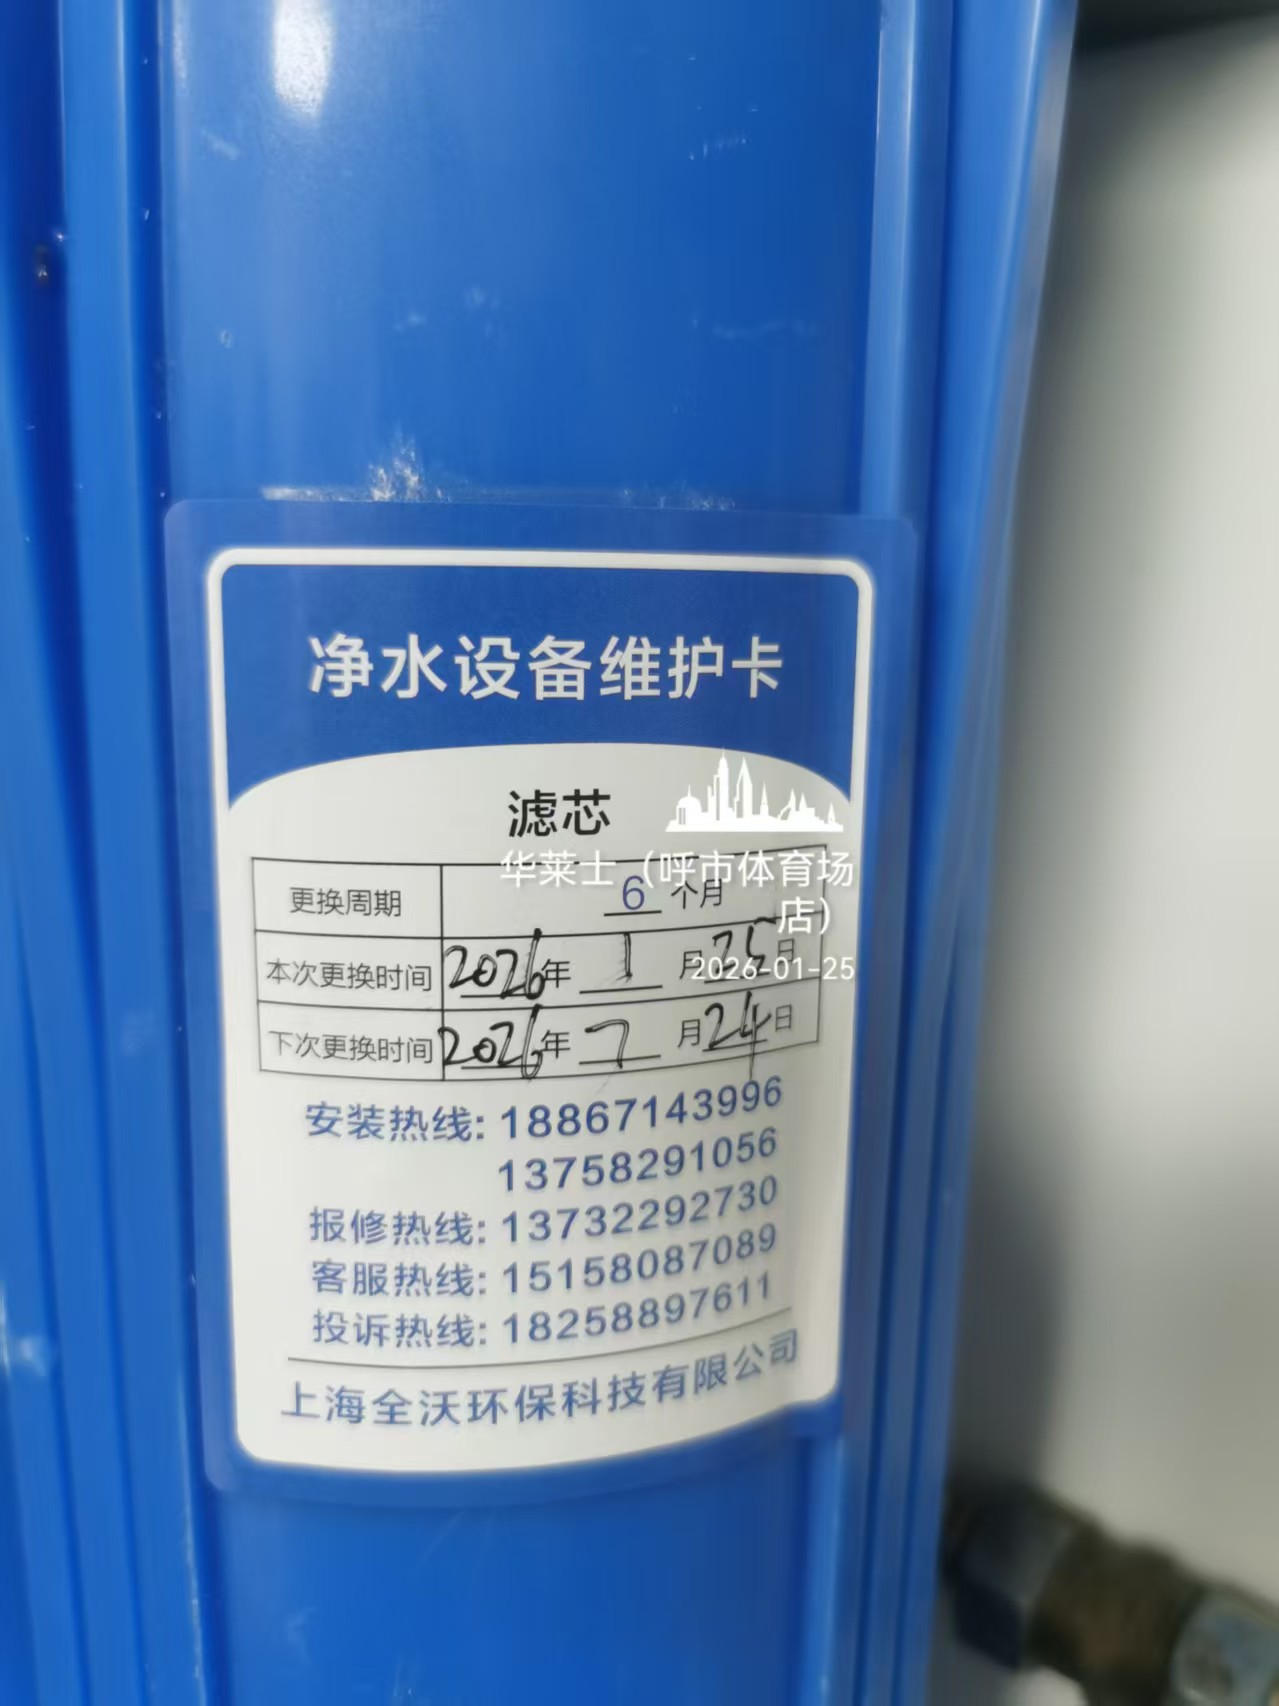 净水设备维护卡
滤芯
华莱士（呼市体育场
店）
2026-01-25
更换周期 6 个月
本次更换时间 2026年 1 月 25 日
下次更换时间 2026年 7 月 24 日
安装热线: 18867143996
13758291056
报修热线: 13732292730
客服热线: 15158087089
投诉热线: 18258897611
上海全沃环保科技有限公司